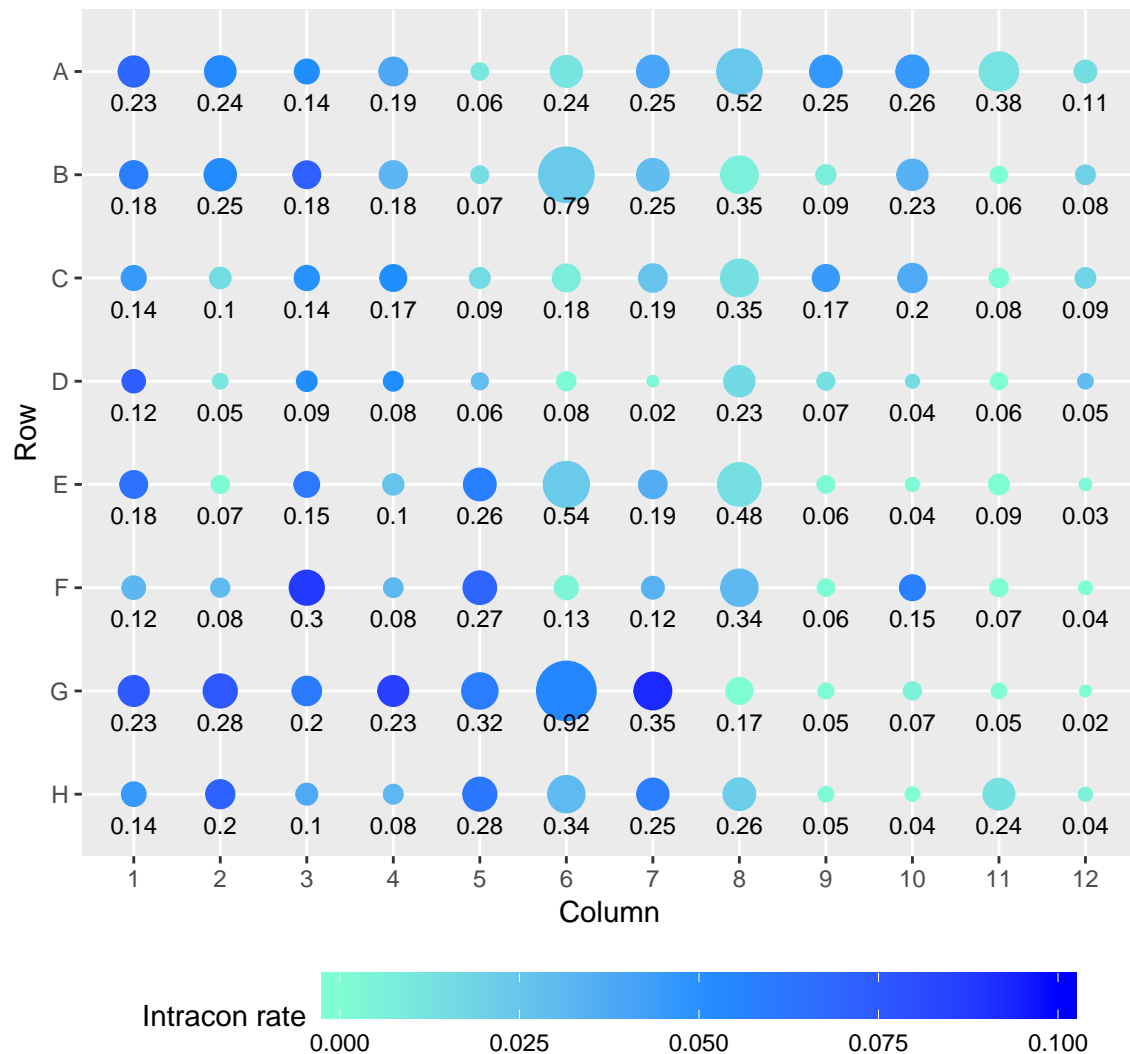 A
0.23 0.24 0.14 0.19 0.06 0.24 0.25 0.52 0.25 0.26 0.38 0.11
B
0.18 0.25 0.18 0.18 0.07 0.79 0.25 0.35 0.09 0.23 0.06 0.08
C
0.14 0.1 0.14 0.17 0.09 0.18 0.19 0.35 0.17 0.2 0.08 0.09
D
0.12 0.05 0.09 0.08 0.06 0.08 0.02 0.23 0.07 0.04 0.06 0.05
Row
E
0.18 0.07 0.15 0.1 0.26 0.54 0.19 0.48 0.06 0.04 0.09 0.03
F
0.12 0.08 0.3 0.08 0.27 0.13 0.12 0.34 0.06 0.15 0.07 0.04
G
0.23 0.28 0.2 0.23 0.32 0.92 0.35 0.17 0.05 0.07 0.05 0.02
H
0.14 0.2 0.1 0.08 0.28 0.34 0.25 0.26 0.05 0.04 0.24 0.04
1 2 3 4 5 6 7 8 9 10 11 12
Column
Intracon rate
0.000 0.025 0.050 0.075 0.100